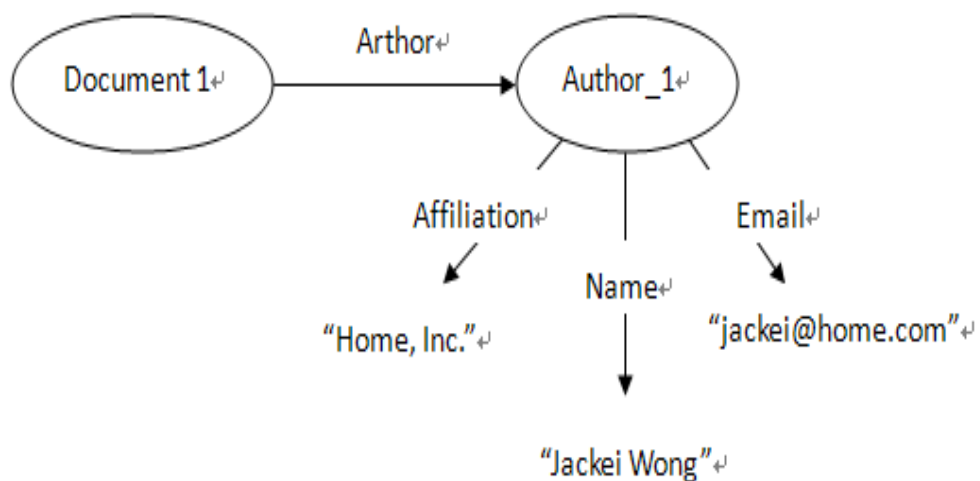 Arthor↵
Document 1↵
Author_1↵
Affiliation↵
Email↵
Name↵
“Home, Inc.”↵
“jackei@home.com”↵
“Jackei Wong”↵